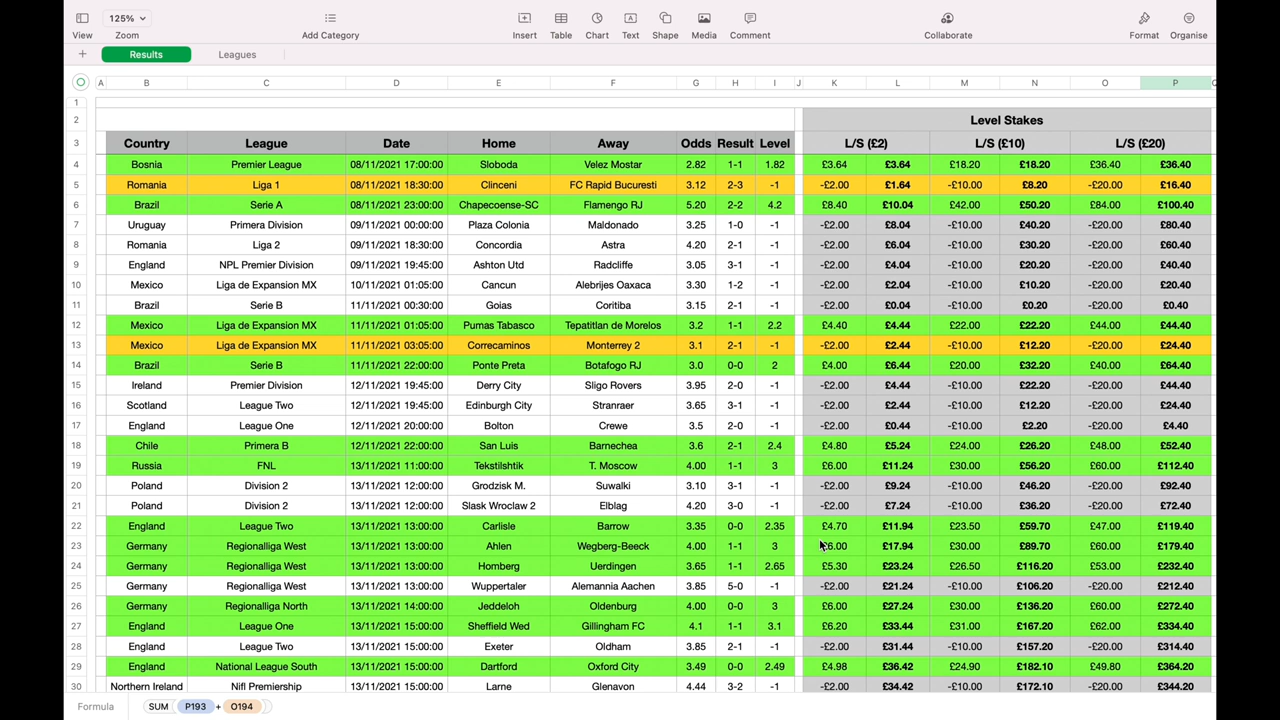 125%
View Zoom Add Category Insert Table Chart Text Shape Media Comment Collaborate Format Organise
+ Results Leagues
A B C D E F G H I J K L M N O P
1
2 Level Stakes
3 Country League Date Home Away Odds Result Level L/S (£2) L/S (£10) L/S (£20)
4 Bosnia Premier League 08/11/2021 17:00:00 Sloboda Velez Mostar 2.82 1-1 1.82 £3.64 £3.64 £18.20 £18.20 £36.40 £36.40
5 Romania Liga 1 08/11/2021 18:30:00 Clinceni FC Rapid Bucuresti 3.12 2-3 -1 -£2.00 £1.64 -£10.00 £8.20 -£20.00 £16.40
6 Brazil Serie A 08/11/2021 23:00:00 Chapecoense-SC Flamengo RJ 5.20 2-2 4.2 £8.40 £10.04 £42.00 £50.20 £84.00 £100.40
7 Uruguay Primera Division 09/11/2021 00:00:00 Plaza Colonia Maldonado 3.25 1-0 -1 -£2.00 £8.04 -£10.00 £40.20 -£20.00 £80.40
8 Romania Liga 2 09/11/2021 18:30:00 Concordia Astra 4.20 2-1 -1 -£2.00 £6.04 -£10.00 £30.20 -£20.00 £60.40
9 England NPL Premier Division 09/11/2021 19:45:00 Ashton Utd Radcliffe 3.05 3-1 -1 -£2.00 £4.04 -£10.00 £20.20 -£20.00 £40.40
10 Mexico Liga de Expansion MX 10/11/2021 01:05:00 Cancun Alebrijes Oaxaca 3.30 1-2 -1 -£2.00 £2.04 -£10.00 £10.20 -£20.00 £20.40
11 Brazil Serie B 11/11/2021 00:30:00 Goias Coritiba 3.15 2-1 -1 -£2.00 £0.04 -£10.00 £0.20 -£20.00 £0.40
12 Mexico Liga de Expansion MX 11/11/2021 01:05:00 Pumas Tabasco Tepatitlan de Morelos 3.2 1-1 2.2 £4.40 £4.44 £22.00 £22.20 £44.00 £44.40
13 Mexico Liga de Expansion MX 11/11/2021 03:05:00 Correcaminos Monterrey 2 3.1 2-1 -1 -£2.00 £2.44 -£10.00 £12.20 -£20.00 £24.40
14 Brazil Serie B 11/11/2021 22:00:00 Ponte Preta Botafogo RJ 3.0 0-0 2 £4.00 £6.44 £20.00 £32.20 £40.00 £64.40
15 Ireland Premier Division 12/11/2021 19:45:00 Derry City Sligo Rovers 3.95 2-0 -1 -£2.00 £4.44 -£10.00 £22.20 -£20.00 £44.40
16 Scotland League Two 12/11/2021 19:45:00 Edinburgh City Stranraer 3.65 3-1 -1 -£2.00 £2.44 -£10.00 £12.20 -£20.00 £24.40
17 England League One 12/11/2021 20:00:00 Bolton Crewe 3.5 2-0 -1 -£2.00 £0.44 -£10.00 £2.20 -£20.00 £4.40
18 Chile Primera B 12/11/2021 22:00:00 San Luis Barnechea 3.6 2-1 2.4 £4.80 £5.24 £24.00 £26.20 £48.00 £52.40
19 Russia FNL 13/11/2021 11:00:00 Tekstilshtik T. Moscow 4.00 1-1 3 £6.00 £11.24 £30.00 £56.20 £60.00 £112.40
20 Poland Division 2 13/11/2021 12:00:00 Grodzisk M. Suwalki 3.10 3-1 -1 -£2.00 £9.24 -£10.00 £46.20 -£20.00 £92.40
21 Poland Division 2 13/11/2021 12:00:00 Slask Wroclaw 2 Elblag 4.20 3-0 -1 -£2.00 £7.24 -£10.00 £36.20 -£20.00 £72.40
22 England League Two 13/11/2021 13:00:00 Carlisle Barrow 3.35 0-0 2.35 £4.70 £11.94 £23.50 £59.70 £47.00 £119.40
23 Germany Regionalliga West 13/11/2021 13:00:00 Ahlen Wegberg-Beeck 4.00 1-1 3 £6.00 £17.94 £30.00 £89.70 £60.00 £179.40
24 Germany Regionalliga West 13/11/2021 13:00:00 Homberg Uerdingen 3.65 1-1 2.65 £5.30 £23.24 £26.50 £116.20 £53.00 £232.40
25 Germany Regionalliga West 13/11/2021 13:00:00 Wuppertaler Alemannia Aachen 3.85 5-0 -1 -£2.00 £21.24 -£10.00 £106.20 -£20.00 £212.40
26 Germany Regionalliga North 13/11/2021 14:00:00 Jeddeloh Oldenburg 4.00 0-0 3 £6.00 £27.24 £30.00 £136.20 £60.00 £272.40
27 England League One 13/11/2021 15:00:00 Sheffield Wed Gillingham FC 4.1 1-1 3.1 £6.20 £33.44 £31.00 £167.20 £62.00 £334.40
28 England League Two 13/11/2021 15:00:00 Exeter Oldham 3.85 2-1 -1 -£2.00 £31.44 -£10.00 £157.20 -£20.00 £314.40
29 England National League South 13/11/2021 15:00:00 Dartford Oxford City 3.49 0-0 2.49 £4.98 £36.42 £24.90 £182.10 £49.80 £364.20
30 Northern Ireland Nifl Premiership 13/11/2021 15:00:00 Larne Glenavon 4.44 3-2 -1 -£2.00 £34.42 -£10.00 £172.10 -£20.00 £344.20
Formula SUM P193 + O194